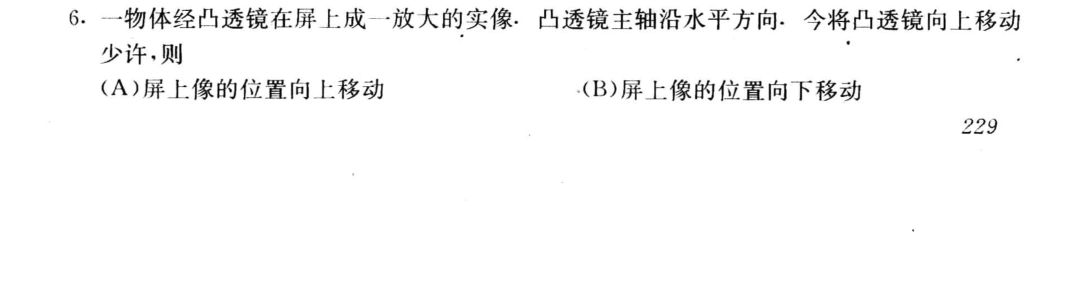 6. 一物体经凸透镜在屏上成一放大的实像. 凸透镜主轴沿水平方向. 今将凸透镜向上移动
少许,则
(A)屏上像的位置向上移动 (B)屏上像的位置向下移动
229